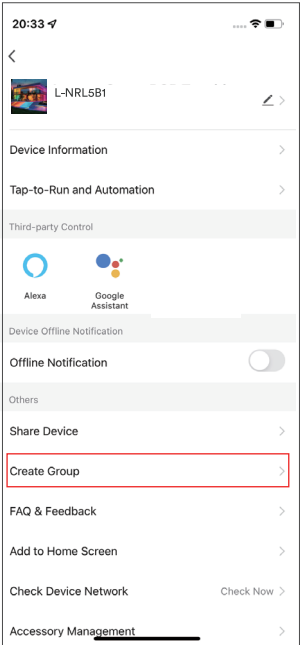 20:33
L-NRL5B1
Device Information
Tap-to-Run and Automation
Third-party Control
Alexa
Google
Assistant
Device Offline Notification
Offline Notification
Others
Share Device
Create Group
FAQ & Feedback
Add to Home Screen
Check Device Network Check Now
Accessory Management